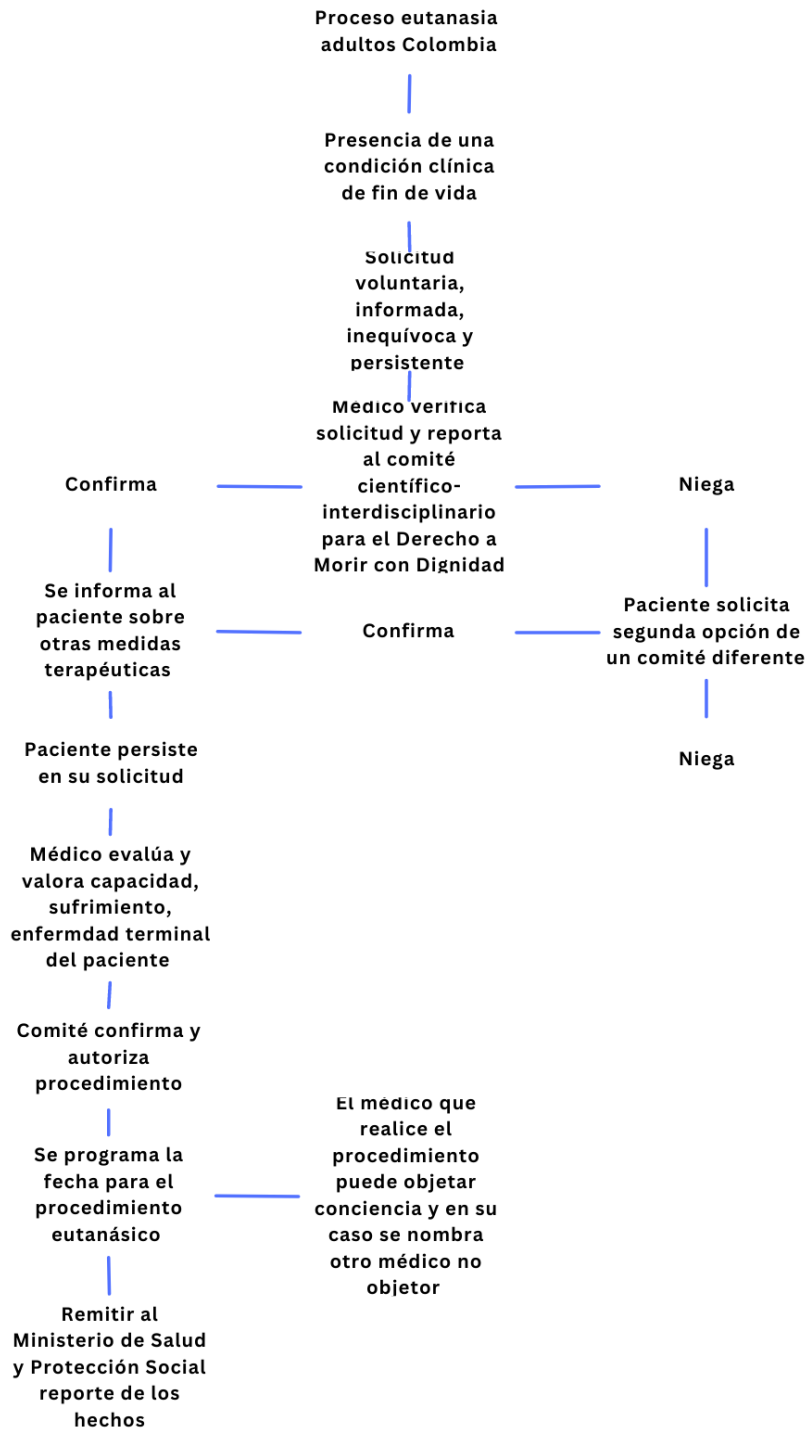 Proceso eutanasia
adultos Colombia
Presencia de una
condición clínica
de fin de vida
Solicitud
voluntaria,
informada,
inequívoca y
persistente
Médico verifica
solicitud y reporta
al comité
científico-
interdisciplinario
para el Derecho a
Morir con Dignidad
Confirma
Niega
Se informa al
paciente sobre
otras medidas
terapéuticas
Confirma
Paciente solicita
segunda opción de
un comité diferente
Paciente persiste
en su solicitud
Niega
Médico evalúa y
valora capacidad,
sufrimiento,
enfermdad terminal
del paciente
Comité confirma y
autoriza
procedimiento
Se programa la
fecha para el
procedimiento
eutanásico
El médico que
realice el
procedimiento
puede objetar
conciencia y en su
caso se nombra
otro médico no
objetor
Remitir al
Ministerio de Salud
y Protección Social
reporte de los
hechos